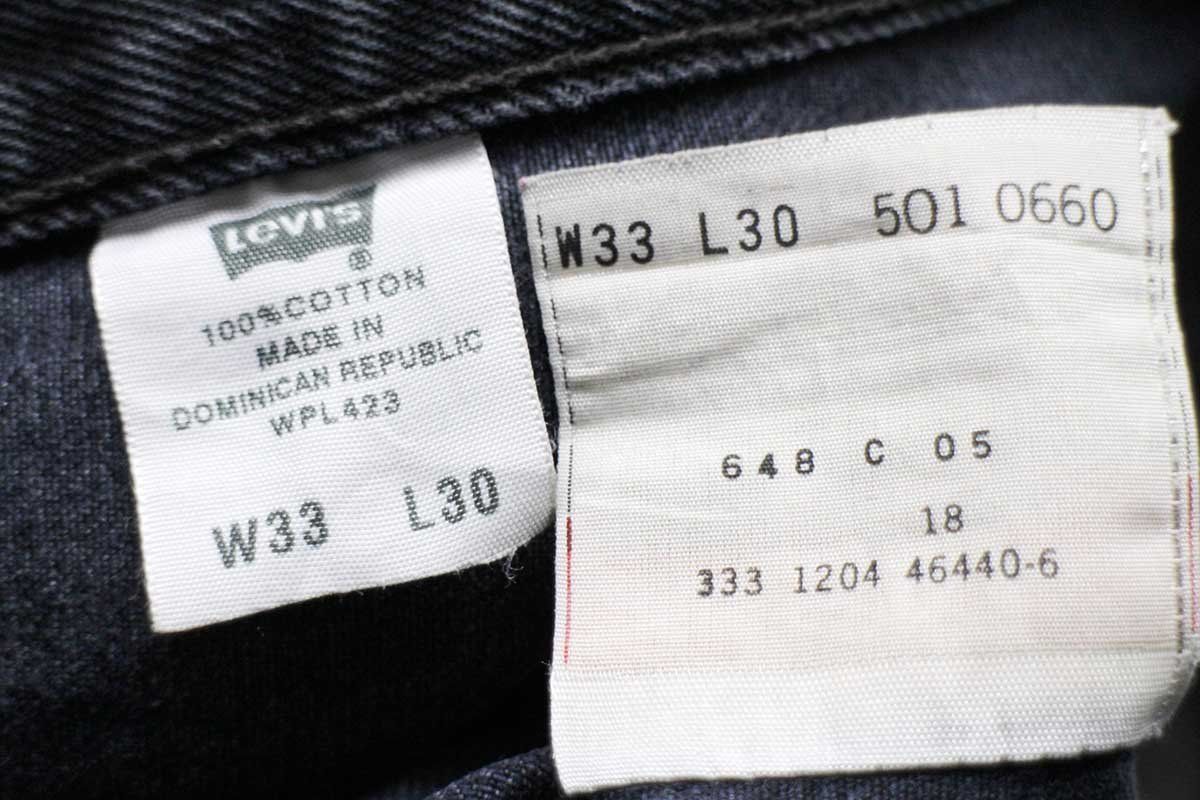 Levi's
®
100% COTTON
MADE IN
DOMINICAN REPUBLIC
WPL423
W33 L30
W33 L30 501 0660
648 C 05
18
333 1204 46440-6